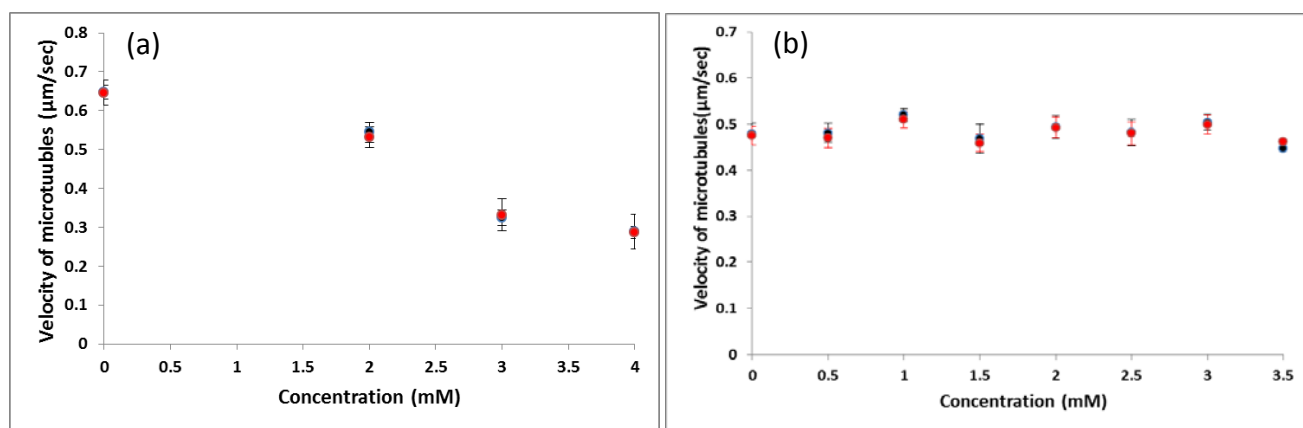 (a)
Velocity of microtuubles (µm/sec)
0.8
0.7
0.6
0.5
0.4
0.3
0.2
0.1
0
0 0.5 1 1.5 2 2.5 3 3.5 4
Concentration (mM)
(b)
Velocity of microtubules(µm/sec)
0.7
0.6
0.5
0.4
0.3
0.2
0.1
0
0 0.5 1 1.5 2 2.5 3 3.5
Concentration (mM)